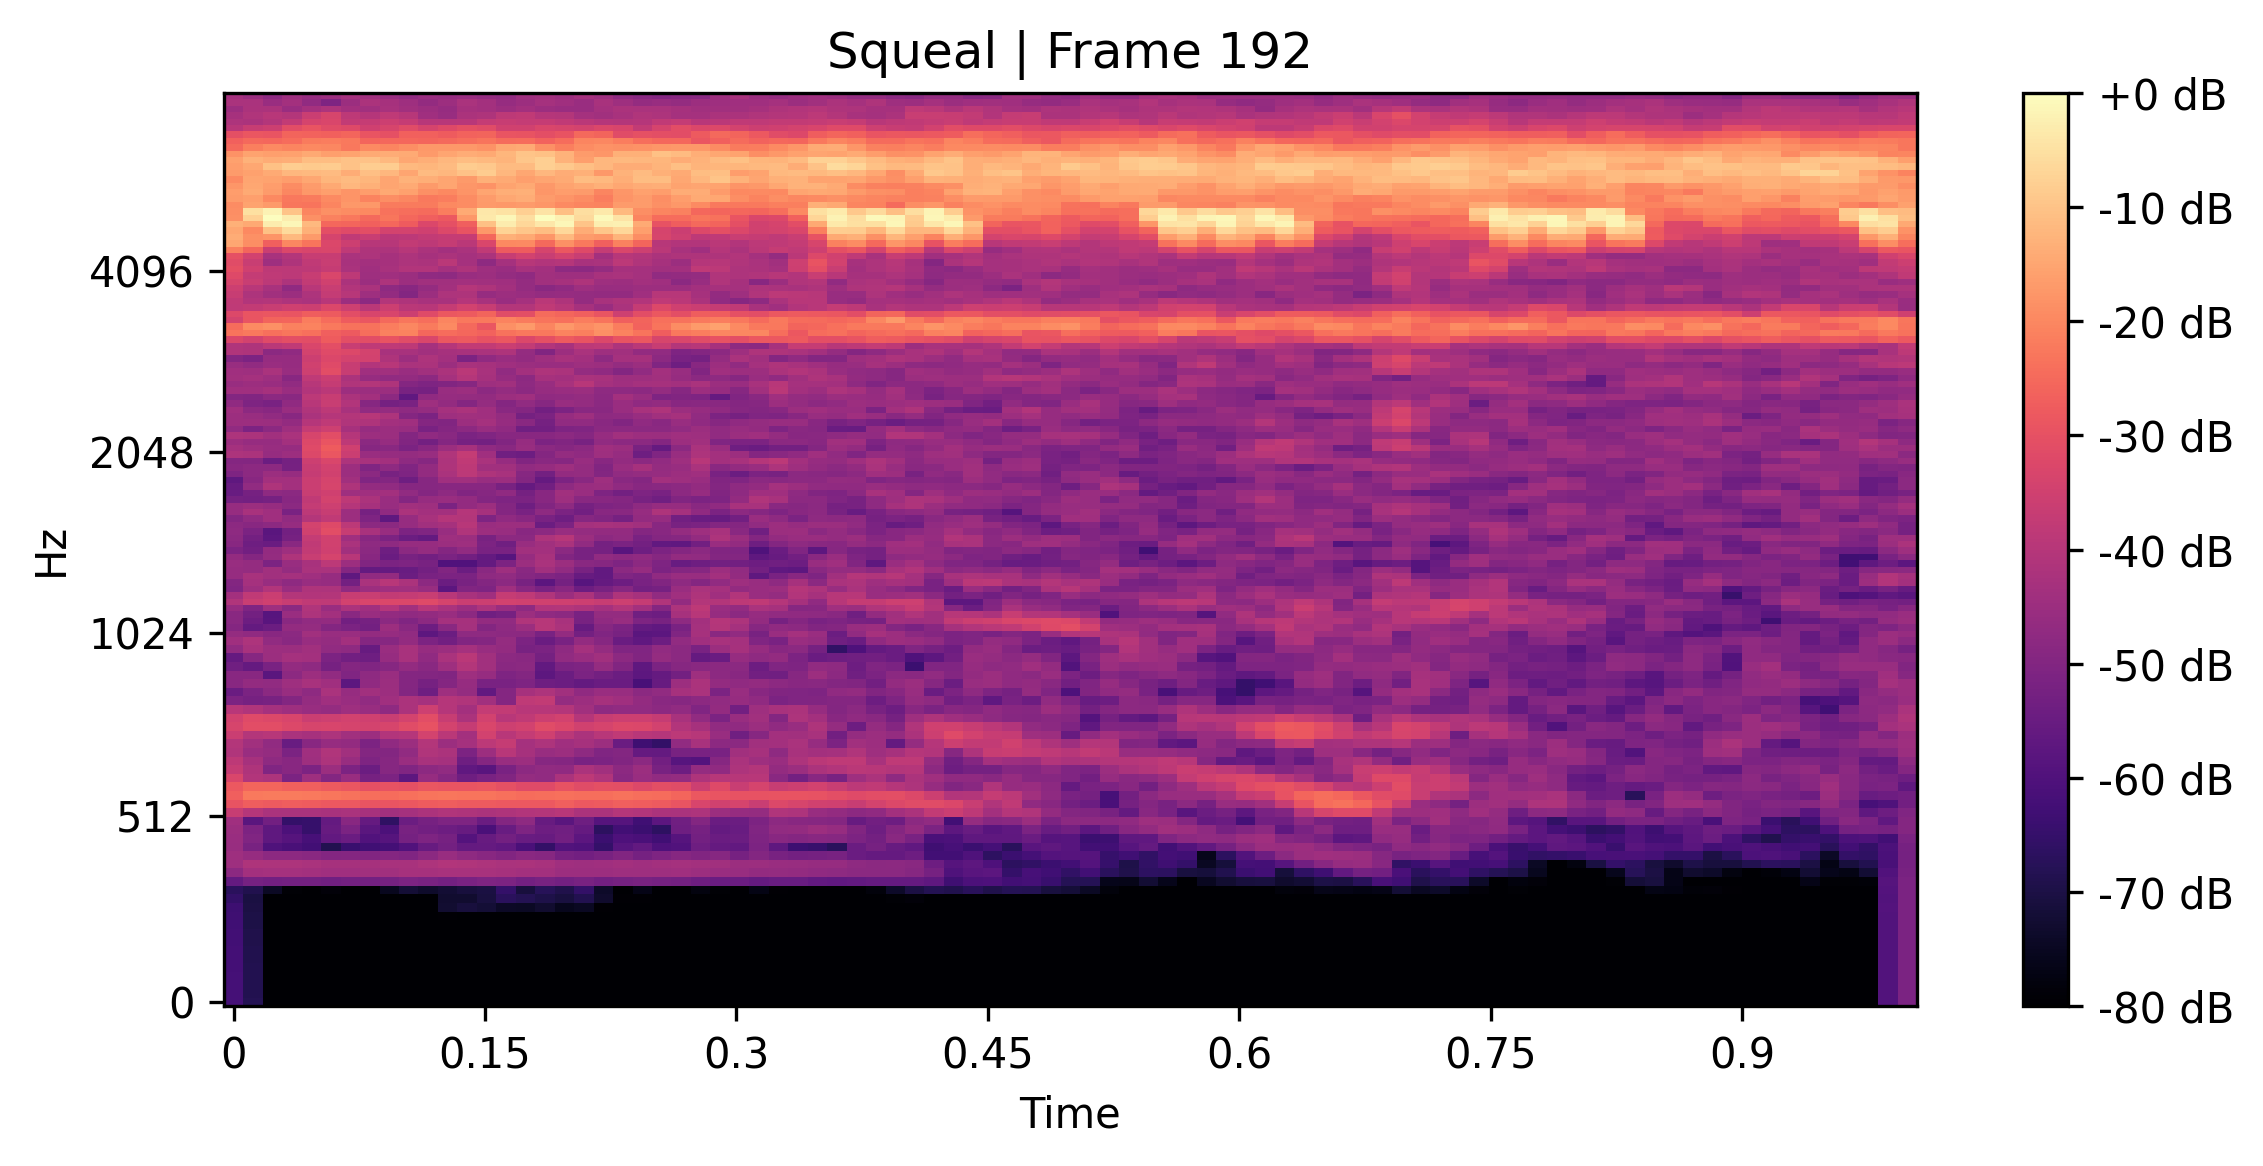 Squeal | Frame 192
Hz
4096
2048
1024
512
0
0 0.15 0.3 0.45 0.6 0.75 0.9
Time
+0 dB
-10 dB
-20 dB
-30 dB
-40 dB
-50 dB
-60 dB
-70 dB
-80 dB